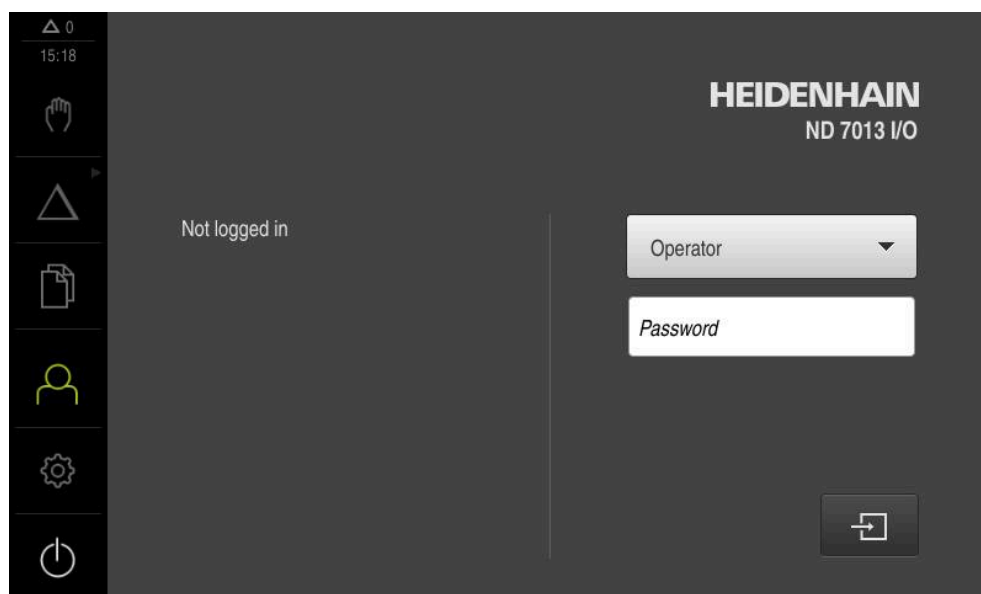 0
15:18
HEIDENHAIN
ND 7013 I/O
Not logged in
Operator
Password